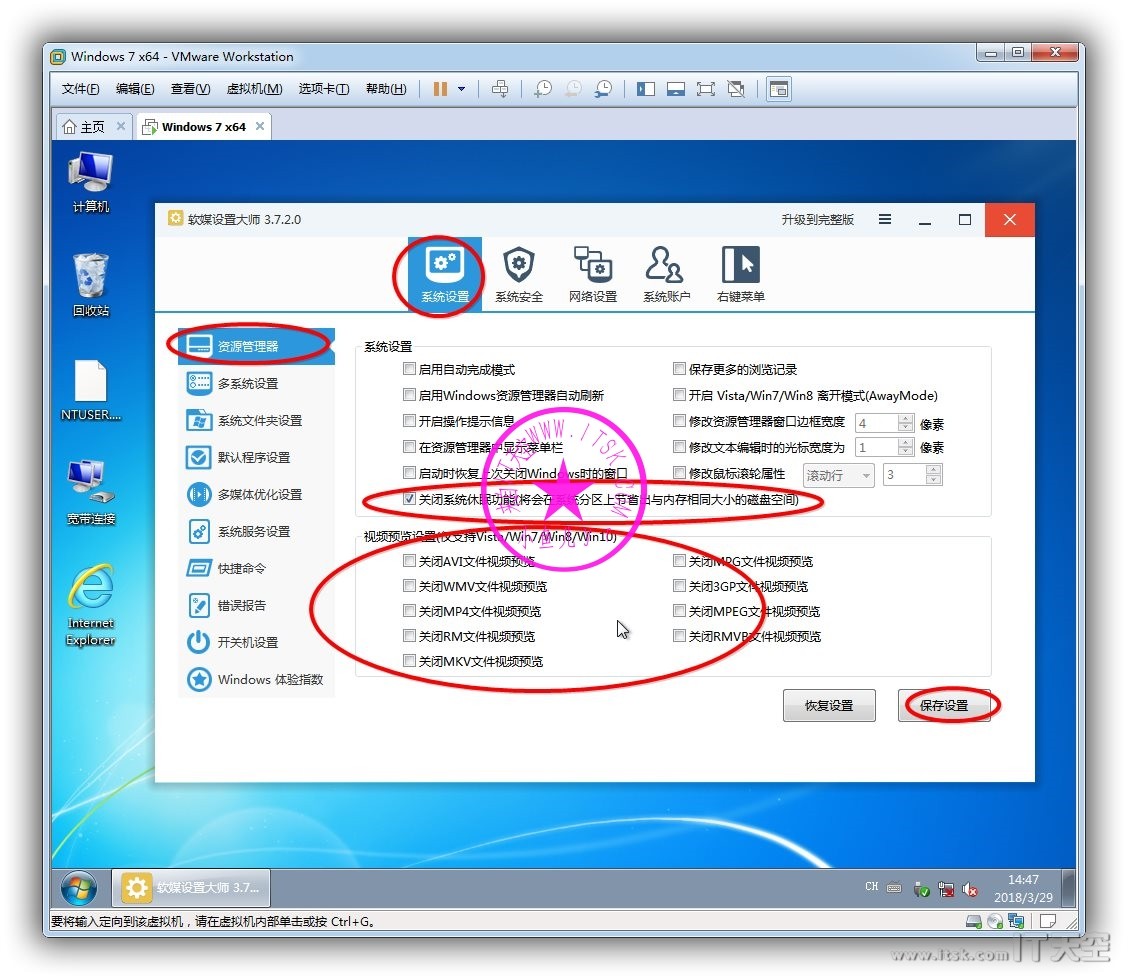 Windows 7 x64 - VMware Workstation
文件(F) 编辑(E) 查看(V) 虚拟机(M) 选项卡(T) 帮助(H)
主页 Windows 7 x64
计算机
回收站
NTUSER....
宽带连接
Internet Explorer
软媒设置大师 3.7.2.0 升级到完整版
系统设置 系统安全 网络设置 系统账户 右键菜单
资源管理器
多系统设置
系统文件夹设置
默认程序设置
多媒体优化设置
系统服务设置
快捷命令
错误报告
开关机设置
Windows 体验指数
系统设置
启用自动完成模式 保存更多的浏览记录
启用Windows资源管理器自动刷新 开启 Vista/Win7/Win8 离开模式(AwayMode)
开启操作提示信息 修改资源管理器窗口边框宽度 4 像素
在资源管理器中显示菜单栏 修改文本编辑时的光标宽度为 1 像素
启动时恢复上次关闭Windows时的窗口 修改鼠标滚轮属性 滚动行 3
关闭系统休眠功能(将会在系统分区上节省出与内存相同大小的磁盘空间)
视频预览设置(仅支持Vista/Win7/Win8/Win10)
关闭AVI文件视频预览 关闭MPG文件视频预览
关闭WMV文件视频预览 关闭3GP文件视频预览
关闭MP4文件视频预览 关闭MPEG文件视频预览
关闭RM文件视频预览 关闭RMVB文件视频预览
关闭MKV文件视频预览
恢复设置 保存设置
WWW.ITSK.COM
软媒设置大师 3.7...
CH
14:47
2018/3/29
要将输入定向到该虚拟机，请在虚拟机内部单击或按 Ctrl+G。
www.itsk.com IT天空